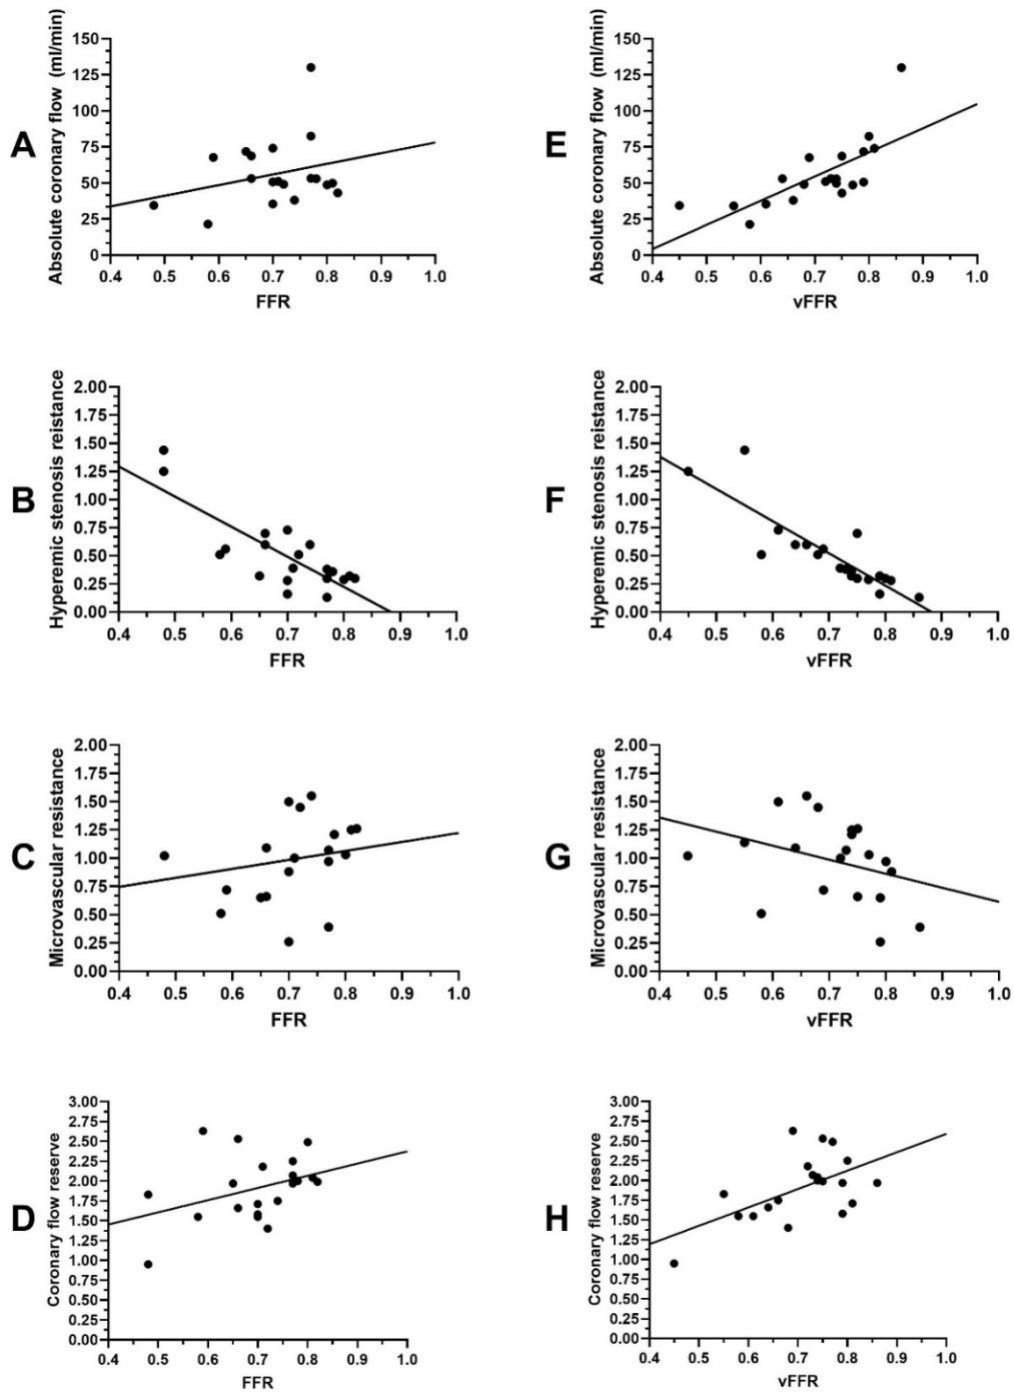 A
Absolute coronary flow (ml/min)
150
125
100
75
50
25
0
0.4 0.5 0.6 0.7 0.8 0.9 1.0
FFR
E
Absolute coronary flow (ml/min)
150
125
100
75
50
25
0
0.4 0.5 0.6 0.7 0.8 0.9 1.0
vFFR
B
Hyperemic stenosis reistance
2.00
1.75
1.50
1.25
1.00
0.75
0.50
0.25
0.00
0.4 0.5 0.6 0.7 0.8 0.9 1.0
FFR
F
Hyperemic stenosis reistance
2.00
1.75
1.50
1.25
1.00
0.75
0.50
0.25
0.00
0.4 0.5 0.6 0.7 0.8 0.9 1.0
vFFR
C
Microvascular resistance
2.00
1.75
1.50
1.25
1.00
0.75
0.50
0.25
0.00
0.4 0.5 0.6 0.7 0.8 0.9 1.0
FFR
G
Microvascular resistance
2.00
1.75
1.50
1.25
1.00
0.75
0.50
0.25
0.00
0.4 0.5 0.6 0.7 0.8 0.9 1.0
vFFR
D
Coronary flow reserve
3.00
2.75
2.50
2.25
2.00
1.75
1.50
1.25
1.00
0.75
0.50
0.25
0.00
0.4 0.5 0.6 0.7 0.8 0.9 1.0
FFR
H
Coronary flow reserve
3.00
2.75
2.50
2.25
2.00
1.75
1.50
1.25
1.00
0.75
0.50
0.25
0.00
0.4 0.5 0.6 0.7 0.8 0.9 1.0
vFFR